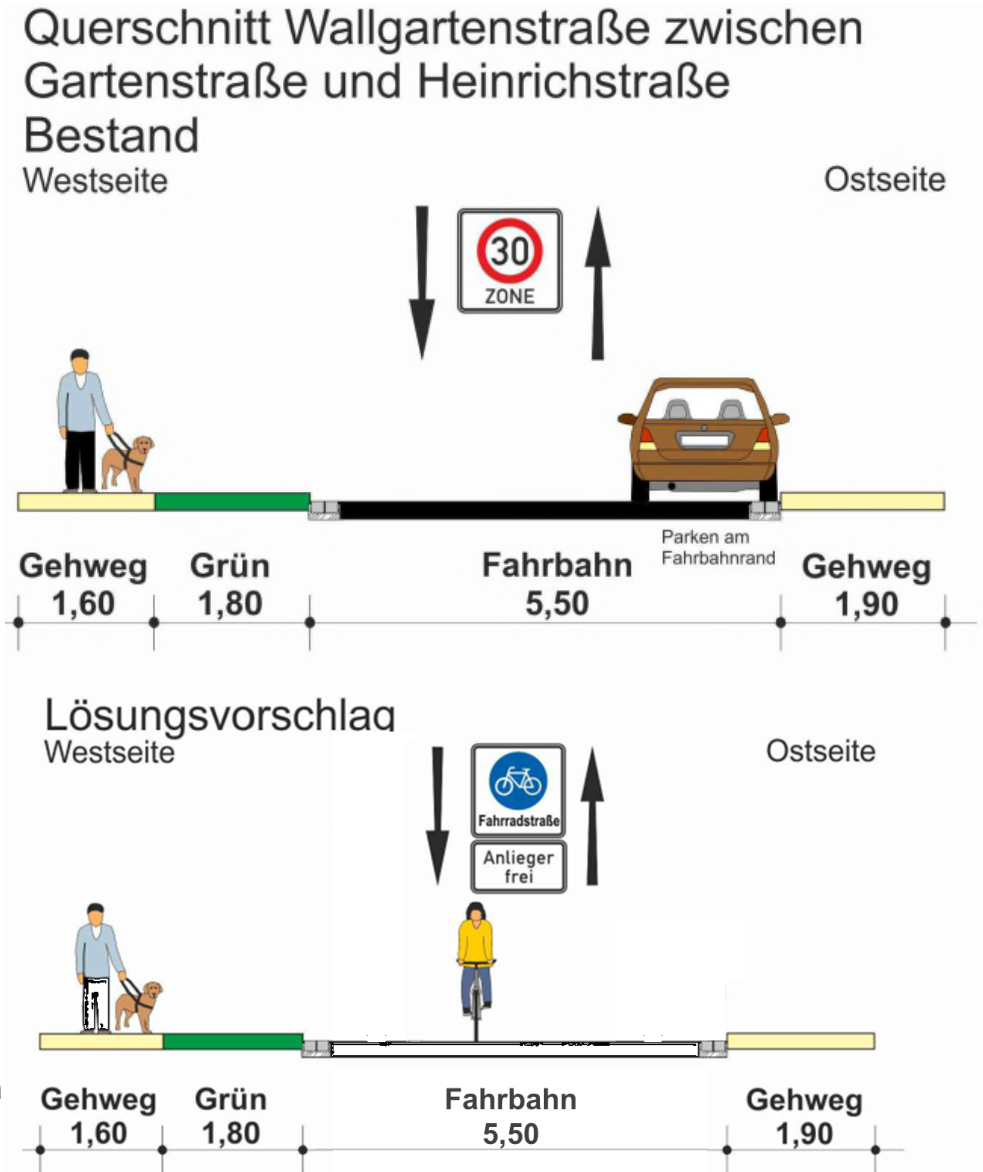 Querschnitt Wallgartenstraße zwischen
Gartenstraße und Heinrichstraße
Bestand
Westseite
Ostseite
30
ZONE
Parken am
Fahrbahnrand
Gehweg
1,60
Grün
1,80
Fahrbahn
5,50
Gehweg
1,90
Lösungsvorschlag
Westseite
Ostseite
Fahrradstraße
Anlieger
frei
Gehweg
1,60
Grün
1,80
Fahrbahn
5,50
Gehweg
1,90